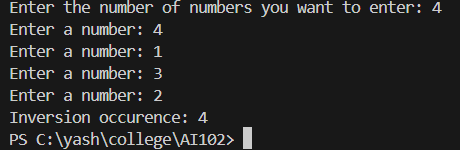 Enter the number of numbers you want to enter: 4
Enter a number: 4
Enter a number: 1
Enter a number: 3
Enter a number: 2
Inversion occurence: 4
PS C:\yash\college\AI102>